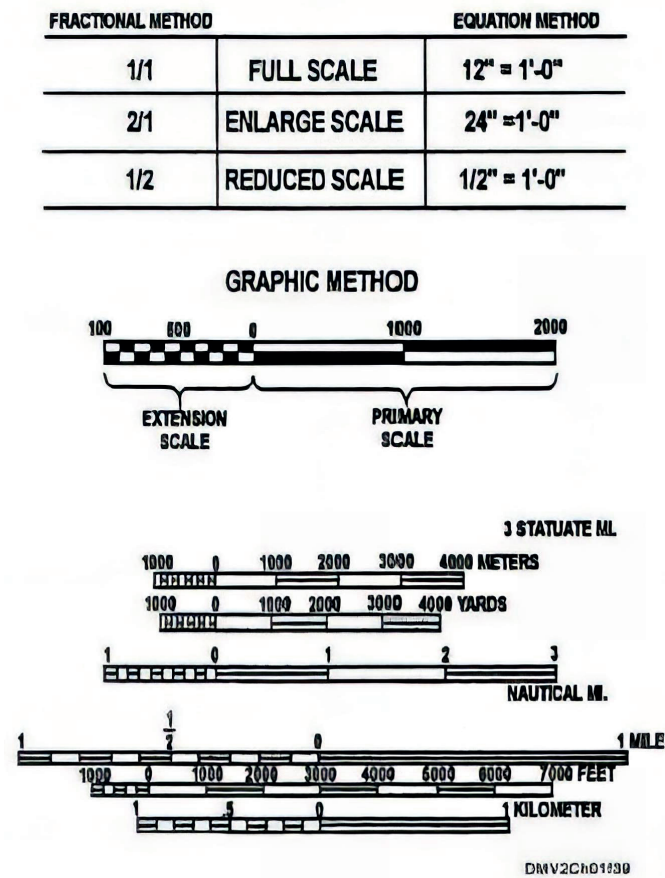 FRACTIONAL METHOD EQUATION METHOD
1/1 FULL SCALE 12" = 1'-0"
2/1 ENLARGE SCALE 24" =1'-0"
1/2 REDUCED SCALE 1/2" = 1'-0"
GRAPHIC METHOD
100 500 0 1000 2000
EXTENSION SCALE PRIMARY SCALE
3 STATUATE ML
1000 0 1000 2000 3000 4000 METERS
1000 0 1000 2000 3000 4000 YARDS
1 0 1 2 3
NAUTICAL MI.
1 1/2 0 1 MILE
1000 0 1000 2000 3000 4000 5000 6000 7000 FEET
1 .5 0 1 KILOMETER